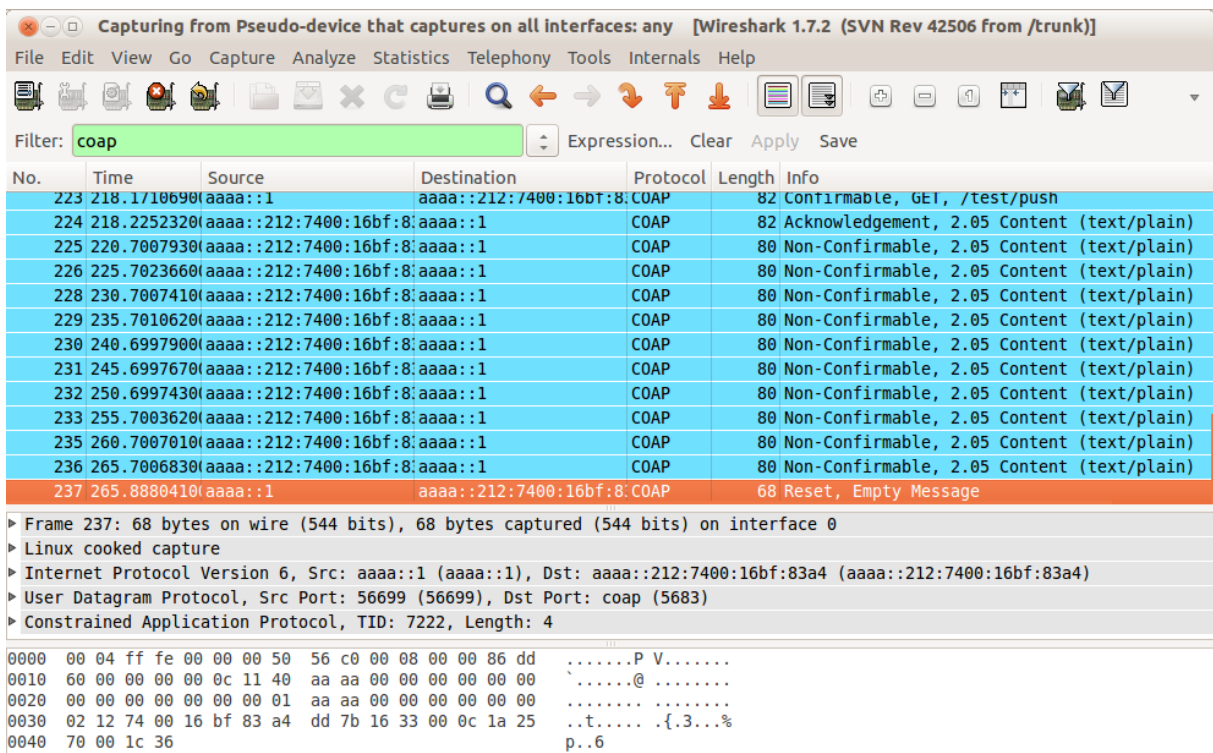 Capturing from Pseudo-device that captures on all interfaces: any [Wireshark 1.7.2 (SVN Rev 42506 from /trunk)]
File Edit View Go Capture Analyze Statistics Telephony Tools Internals Help
Filter: coap Expression... Clear Apply Save
No. Time Source Destination Protocol Length Info
223 218.17106900 aaaa::1 aaaa::212:7400:16bf:8 COAP 82 Confirmable, GET, /test/push
224 218.22523200 aaaa::212:7400:16bf:8 aaaa::1 COAP 82 Acknowledgement, 2.05 Content (text/plain)
225 220.70079300 aaaa::212:7400:16bf:8 aaaa::1 COAP 80 Non-Confirmable, 2.05 Content (text/plain)
226 225.70236600 aaaa::212:7400:16bf:8 aaaa::1 COAP 80 Non-Confirmable, 2.05 Content (text/plain)
228 230.70074100 aaaa::212:7400:16bf:8 aaaa::1 COAP 80 Non-Confirmable, 2.05 Content (text/plain)
229 235.70106200 aaaa::212:7400:16bf:8 aaaa::1 COAP 80 Non-Confirmable, 2.05 Content (text/plain)
230 240.69979000 aaaa::212:7400:16bf:8 aaaa::1 COAP 80 Non-Confirmable, 2.05 Content (text/plain)
231 245.69976700 aaaa::212:7400:16bf:8 aaaa::1 COAP 80 Non-Confirmable, 2.05 Content (text/plain)
232 250.69974300 aaaa::212:7400:16bf:8 aaaa::1 COAP 80 Non-Confirmable, 2.05 Content (text/plain)
233 255.70036200 aaaa::212:7400:16bf:8 aaaa::1 COAP 80 Non-Confirmable, 2.05 Content (text/plain)
235 260.70070100 aaaa::212:7400:16bf:8 aaaa::1 COAP 80 Non-Confirmable, 2.05 Content (text/plain)
236 265.70068300 aaaa::212:7400:16bf:8 aaaa::1 COAP 80 Non-Confirmable, 2.05 Content (text/plain)
237 265.88804100 aaaa::1 aaaa::212:7400:16bf:8 COAP 68 Reset, Empty Message
Frame 237: 68 bytes on wire (544 bits), 68 bytes captured (544 bits) on interface 0
Linux cooked capture
Internet Protocol Version 6, Src: aaaa::1 (aaaa::1), Dst: aaaa::212:7400:16bf:83a4 (aaaa::212:7400:16bf:83a4)
User Datagram Protocol, Src Port: 56699 (56699), Dst Port: coap (5683)
Constrained Application Protocol, TID: 7222, Length: 4
0000 00 04 ff fe 00 00 00 50 56 c0 00 08 00 00 86 dd .......P V.......
0010 60 00 00 00 00 0c 11 40 aa aa 00 00 00 00 00 00 `......@ ........
0020 00 00 00 00 00 00 00 01 aa aa 00 00 00 00 00 00 ........ ........
0030 02 12 74 00 16 bf 83 a4 dd 7b 16 33 00 0c 1a 25 ..t..... .{.3...%
0040 70 00 1c 36 p..6